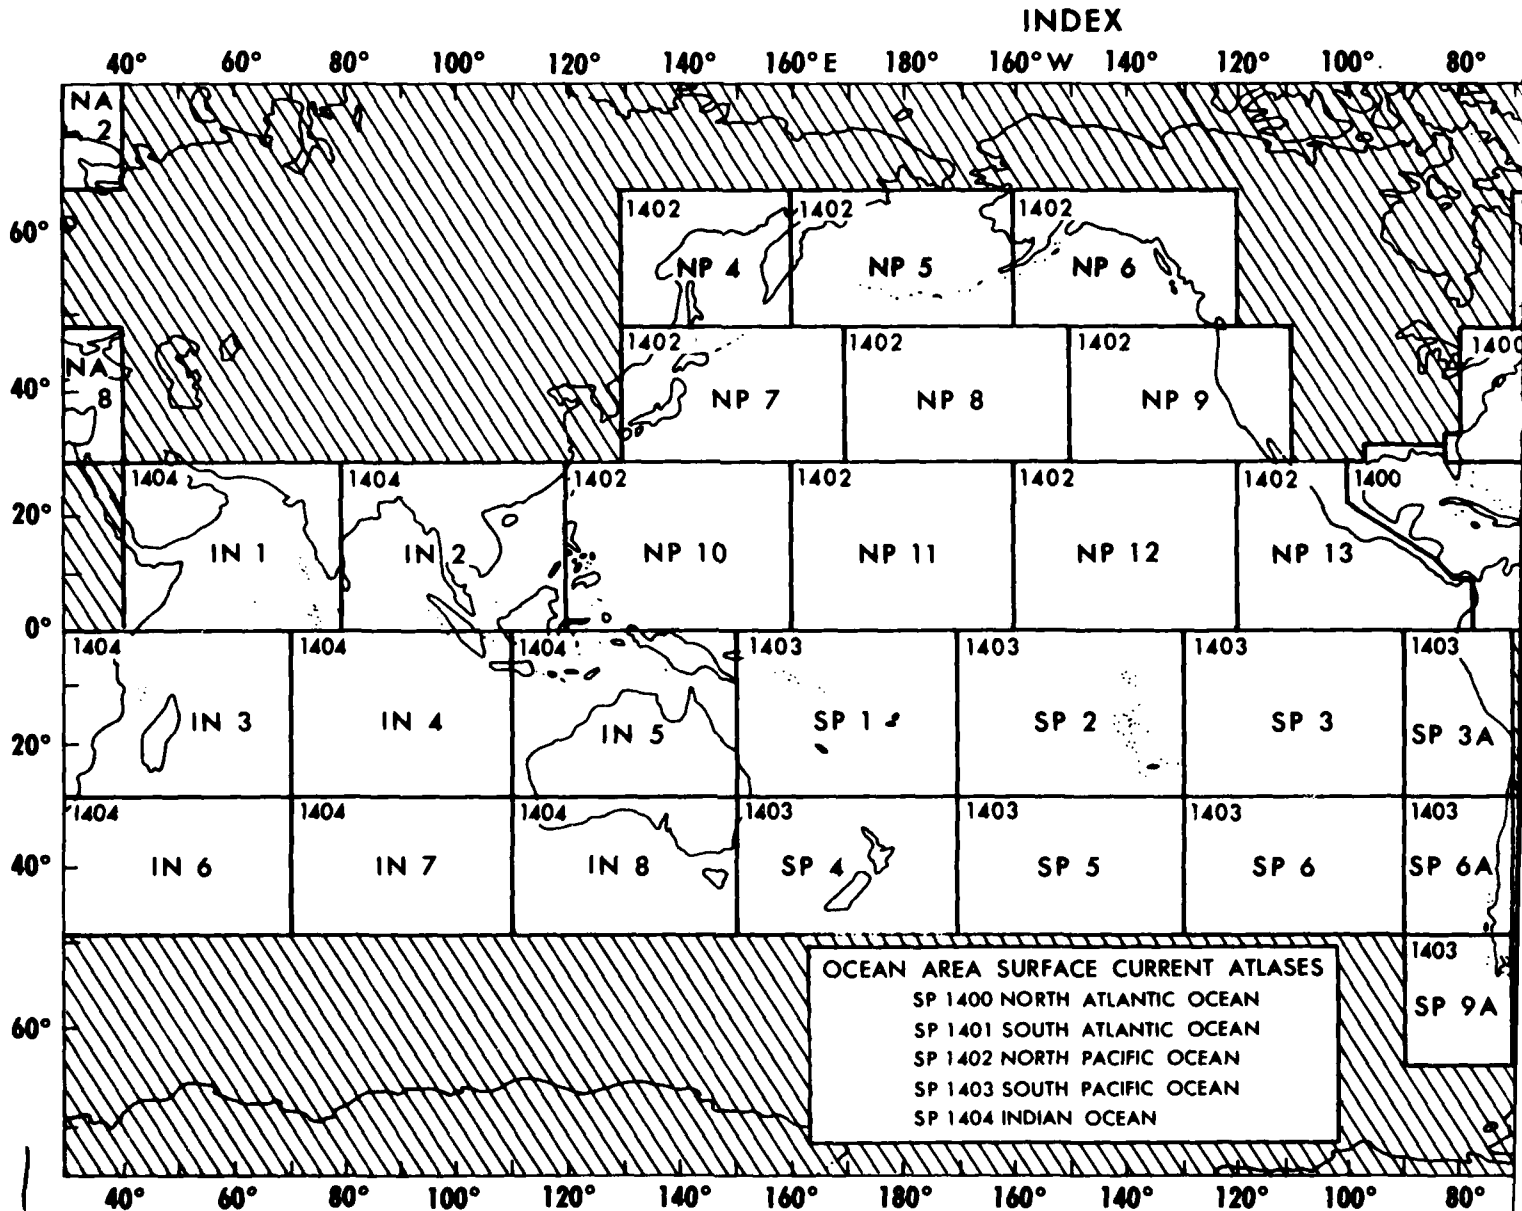 INDEX
40° 60° 80° 100° 120° 140° 160° E 180° 160° W 140° 120° 100° 80°
NA
2
60°
1402 1402 1402
NP 4 NP 5 NP 6
1402 1402 1402 1400
NA
8
40°
NP 7 NP 8 NP 9
1404 1404 1402 1402 1402 1402 1400
20°
IN 1 IN 2 NP 10 NP 11 NP 12 NP 13
0°
1404 1404 1404 1403 1403 1403 1403
IN 3 IN 4 IN 5 SP 1 SP 2 SP 3 SP 3A
20°
1404 1404 1404 1403 1403 1403 1403
40°
IN 6 IN 7 IN 8 SP 4 SP 5 SP 6 SP 6A
1403
SP 9A
60°
OCEAN AREA SURFACE CURRENT ATLASES
SP 1400 NORTH ATLANTIC OCEAN
SP 1401 SOUTH ATLANTIC OCEAN
SP 1402 NORTH PACIFIC OCEAN
SP 1403 SOUTH PACIFIC OCEAN
SP 1404 INDIAN OCEAN
40° 60° 80° 100° 120° 140° 160° 180° 160° W 140° 120° 100° 80°